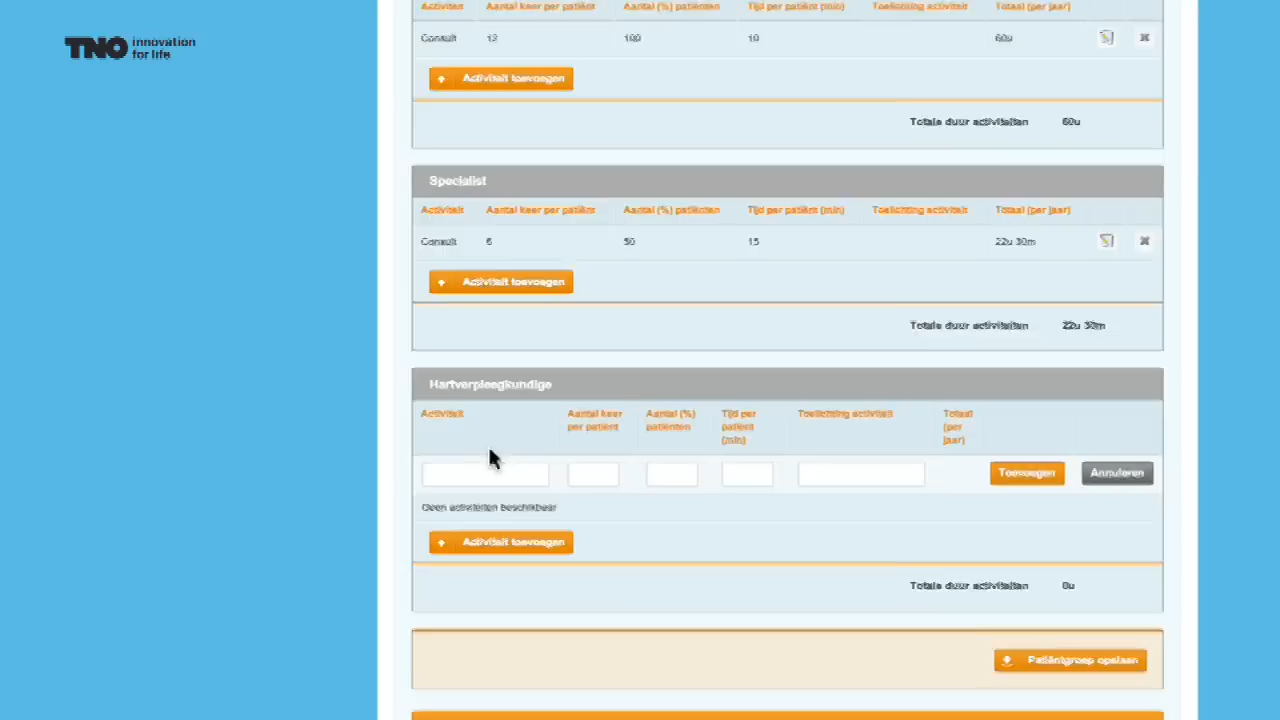 TNO innovation
for life
Activiteit Aantal keer per patiënt Aantal (%) patiënten Tijd per patiënt (min) Toelichting activiteit Totaal (per jaar)
Consult 12 100 10 60u
Activiteit toevoegen
Totale duur activiteiten 60u
Specialist
Activiteit Aantal keer per patiënt Aantal (%) patiënten Tijd per patiënt (min) Toelichting activiteit Totaal (per jaar)
Consult 6 50 15 22u 30m
Activiteit toevoegen
Totale duur activiteiten 22u 30m
Hartverpleegkundige
Activiteit Aantal keer Aantal (%) Tijd per Toelichting activiteit Totaal
per patiënt patiënten patiënt (per
(min) jaar)
Toevoegen Annuleren
Geen activiteiten beschikbaar
Activiteit toevoegen
Totale duur activiteiten 0u
Patiëntgroep opslaan